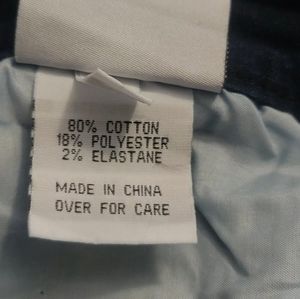 80% COTTON
18% POLYESTER
2% ELASTANE
MADE IN CHINA
OVER FOR CARE